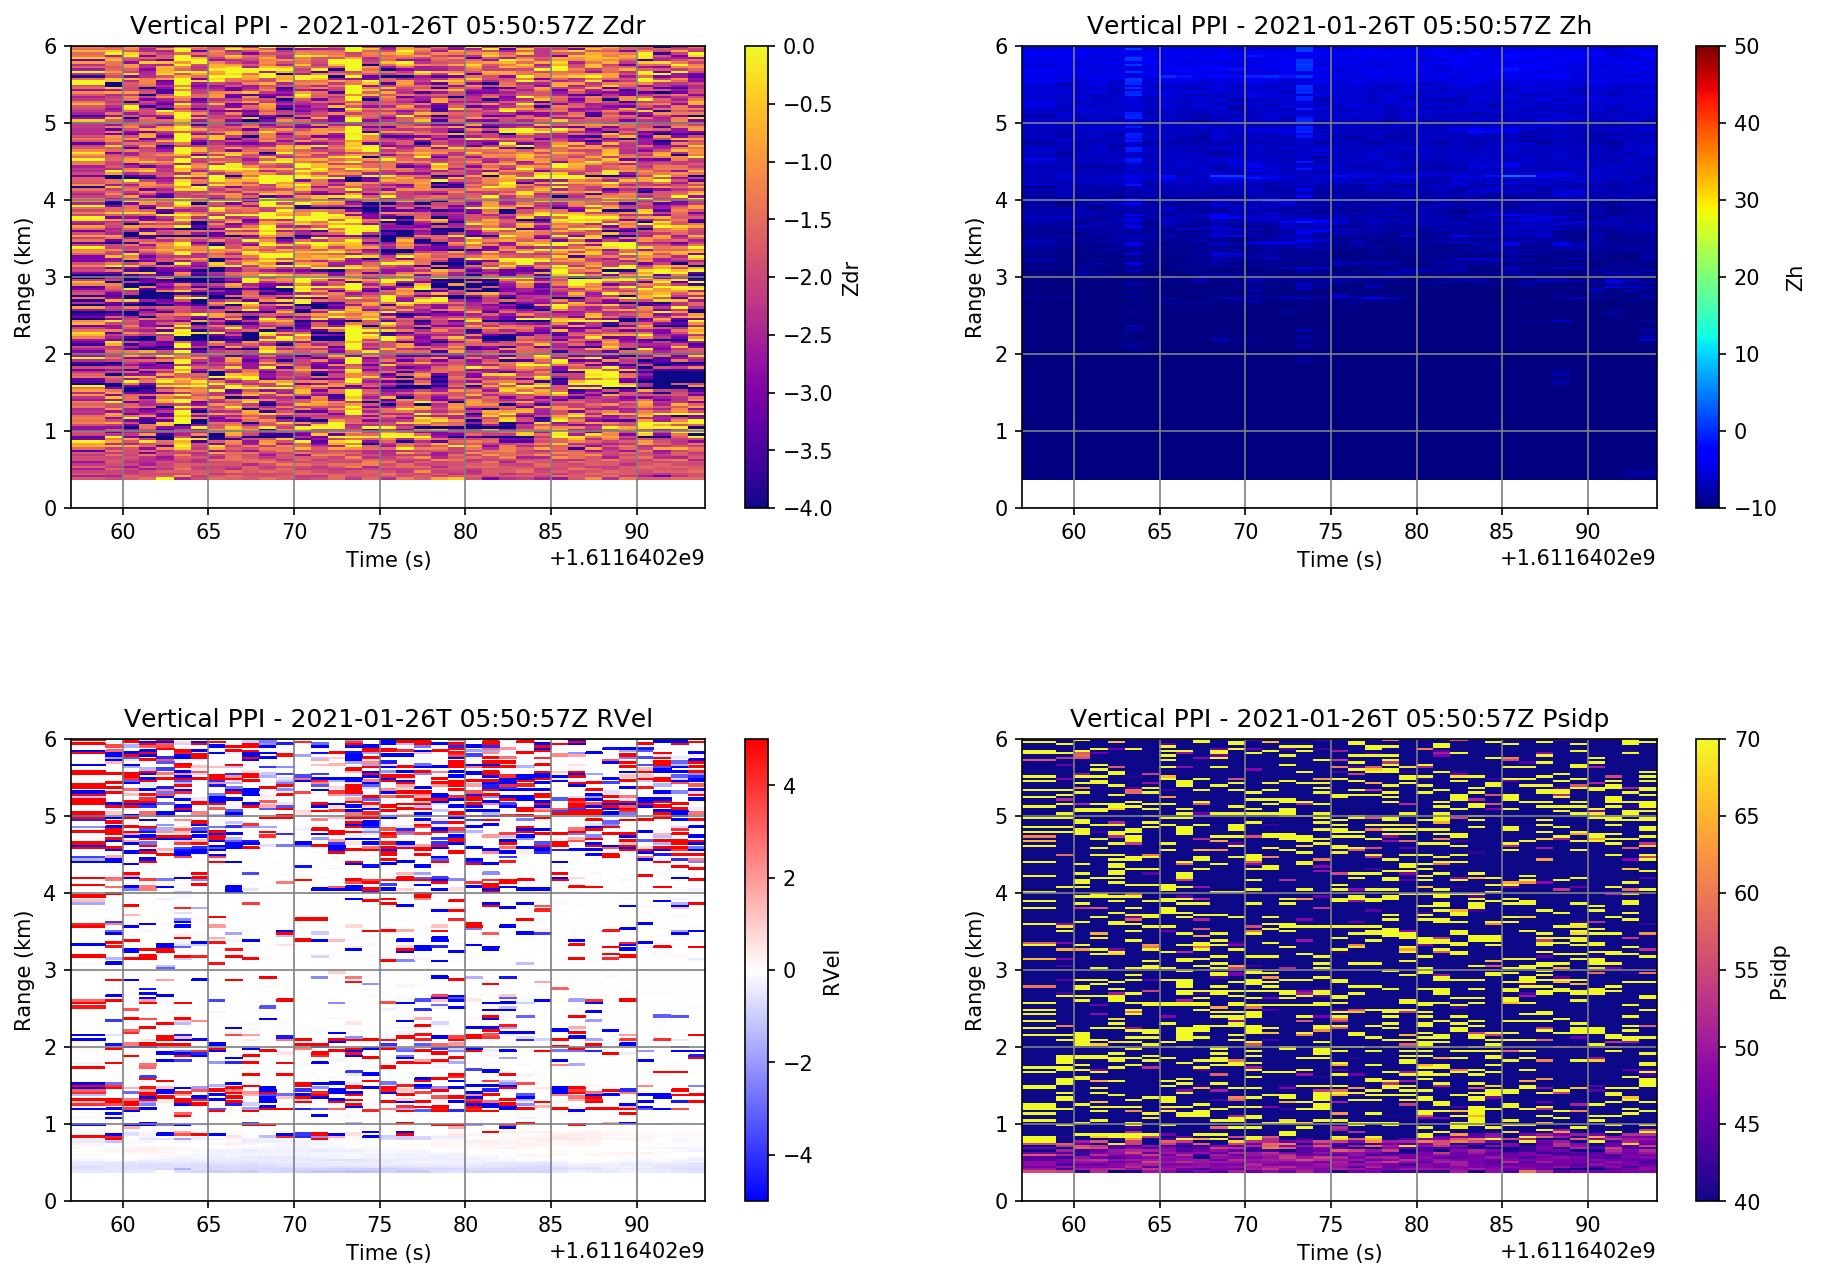 Vertical PPI - 2021-01-26T 05:50:57Z Zdr
6
5
4
3
2
1
0
Range (km)
60 65 70 75 80 85 90
Time (s)
+1.6116402e9
0.0
−0.5
−1.0
−1.5
−2.0
−2.5
−3.0
−3.5
−4.0
Zdr
Vertical PPI - 2021-01-26T 05:50:57Z Zh
6
5
4
3
2
1
0
Range (km)
60 65 70 75 80 85 90
Time (s)
+1.6116402e9
50
40
30
20
10
0
−10
Zh
Vertical PPI - 2021-01-26T 05:50:57Z RVel
6
5
4
3
2
1
0
Range (km)
60 65 70 75 80 85 90
Time (s)
+1.6116402e9
4
2
0
−2
−4
RVel
Vertical PPI - 2021-01-26T 05:50:57Z Psidp
6
5
4
3
2
1
0
Range (km)
60 65 70 75 80 85 90
Time (s)
+1.6116402e9
70
65
60
55
50
45
40
Psidp